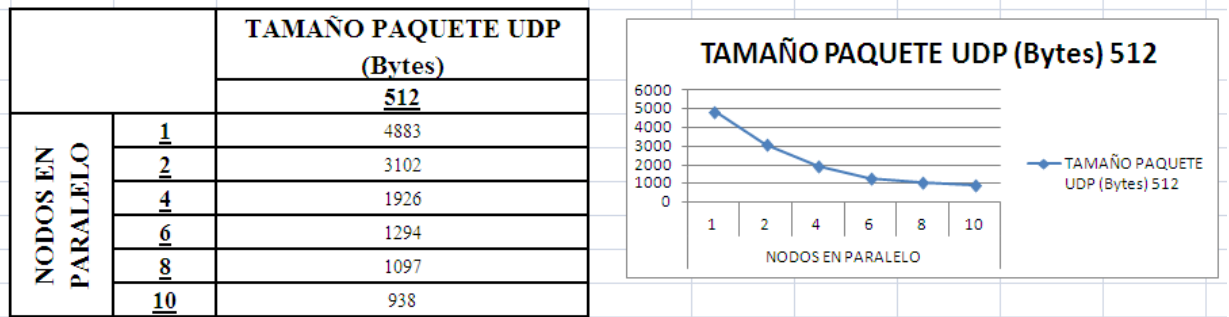 TAMAÑO PAQUETE UDP
(Bytes)
512
NODOS EN
PARALELO
1 4883
2 3102
4 1926
6 1294
8 1097
10 938
TAMAÑO PAQUETE UDP (Bytes) 512
6000
5000
4000
3000
2000
1000
0
1 2 4 6 8 10
NODOS EN PARALELO
TAMAÑO PAQUETE
UDP (Bytes) 512